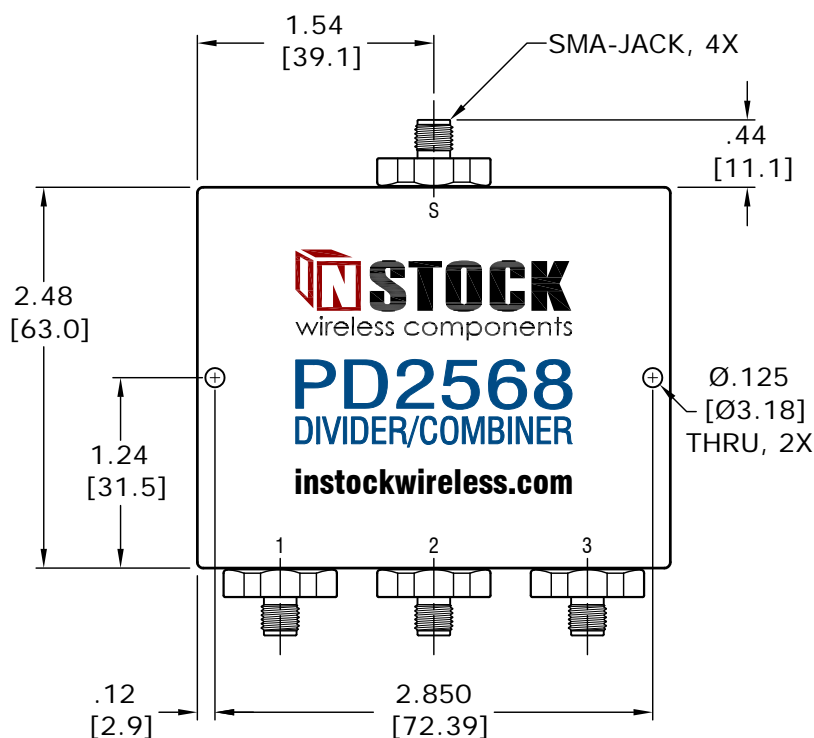 1.54
[39.1]
SMA-JACK, 4X
.44
[11.1]
S
2.48
[63.0]
INSTOCK
wireless components
PD2568
DIVIDER/COMBINER
instockwireless.com
Ø.125
[Ø3.18]
THRU, 2X
1.24
[31.5]
1
2
3
.12
[2.9]
2.850
[72.39]